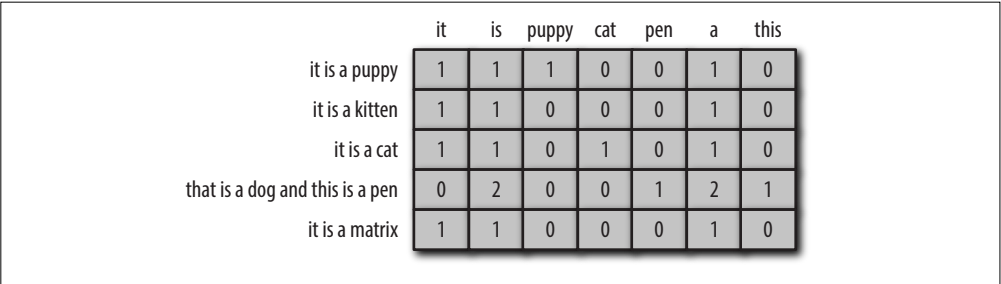 it is puppy cat pen a this
it is a puppy 1 1 1 0 0 1 0
it is a kitten 1 1 0 0 0 1 0
it is a cat 1 1 0 1 0 1 0
that is a dog and this is a pen 0 2 0 0 1 2 1
it is a matrix 1 1 0 0 0 1 0